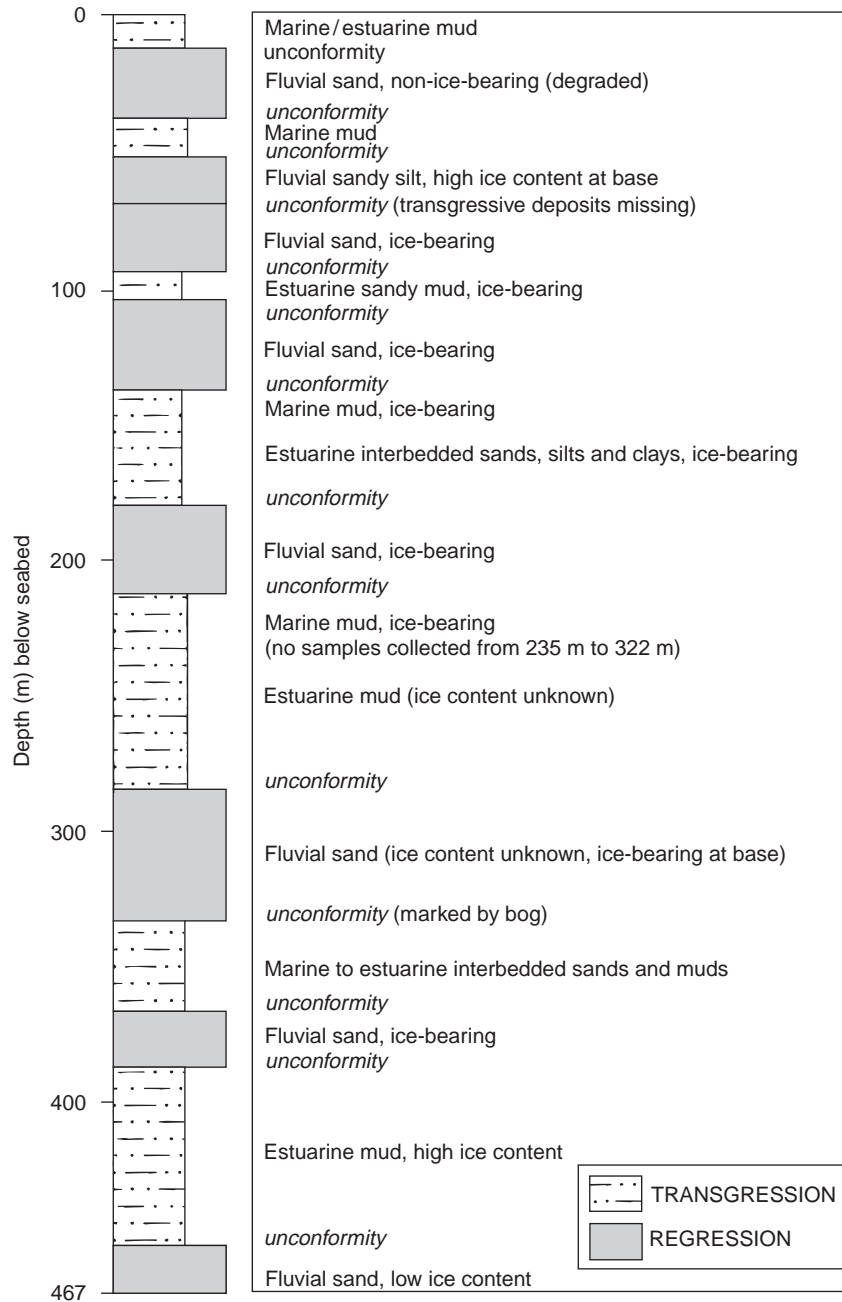 0
Marine/estuarine mud
unconformity
Fluvial sand, non-ice-bearing (degraded)
unconformity
Marine mud
unconformity
Fluvial sandy silt, high ice content at base
unconformity (transgressive deposits missing)
Fluvial sand, ice-bearing
unconformity
100
Estuarine sandy mud, ice-bearing
unconformity
Fluvial sand, ice-bearing
unconformity
Marine mud, ice-bearing
Estuarine interbedded sands, silts and clays, ice-bearing
unconformity
Depth (m) below seabed
200
Fluvial sand, ice-bearing
unconformity
Marine mud, ice-bearing
(no samples collected from 235 m to 322 m)
Estuarine mud (ice content unknown)
unconformity
300
Fluvial sand (ice content unknown, ice-bearing at base)
unconformity (marked by bog)
Marine to estuarine interbedded sands and muds
unconformity
Fluvial sand, ice-bearing
unconformity
400
Estuarine mud, high ice content
TRANSGRESSION
REGRESSION
unconformity
Fluvial sand, low ice content
467